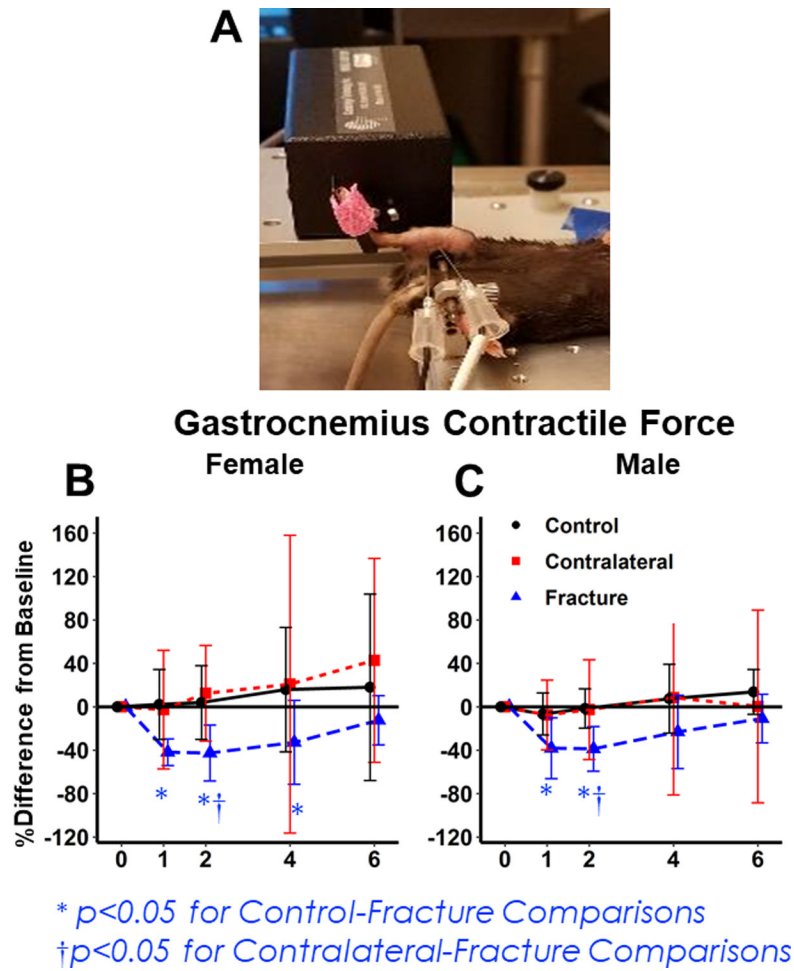 A
Gastrocnemius Contractile Force
Female
Male
B
C
%Difference from Baseline
160
120
80
40
0
-40
-80
-120
0 1 2 4 6
* *† *
160
120
80
40
0
-40
-80
-120
Control
Contralateral
Fracture
0 1 2 4 6
* *†
* p<0.05 for Control-Fracture Comparisons
†p<0.05 for Contralateral-Fracture Comparisons